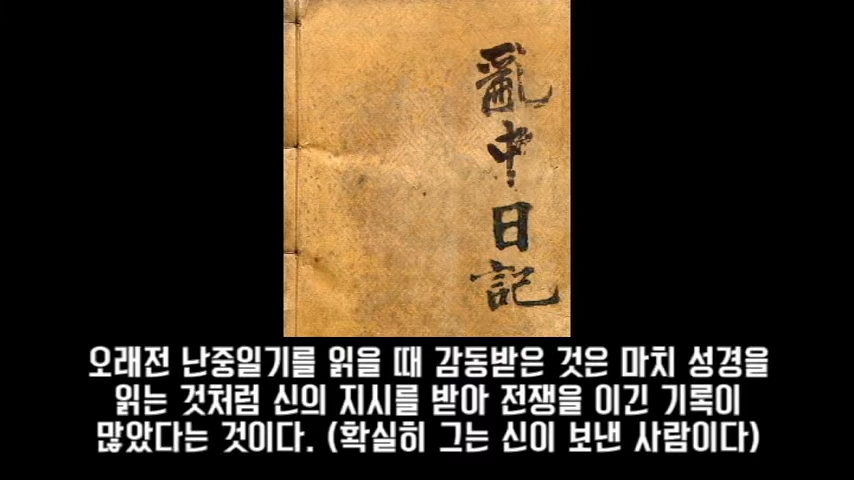 亂中日記
오래전 난중일기를 읽을 때 감동받은 것은 마치 성경을
읽는 것처럼 신의 지시를 받아 전쟁을 이긴 기록이
많았다는 것이다. (확실히 그는 신이 보낸 사람이다)